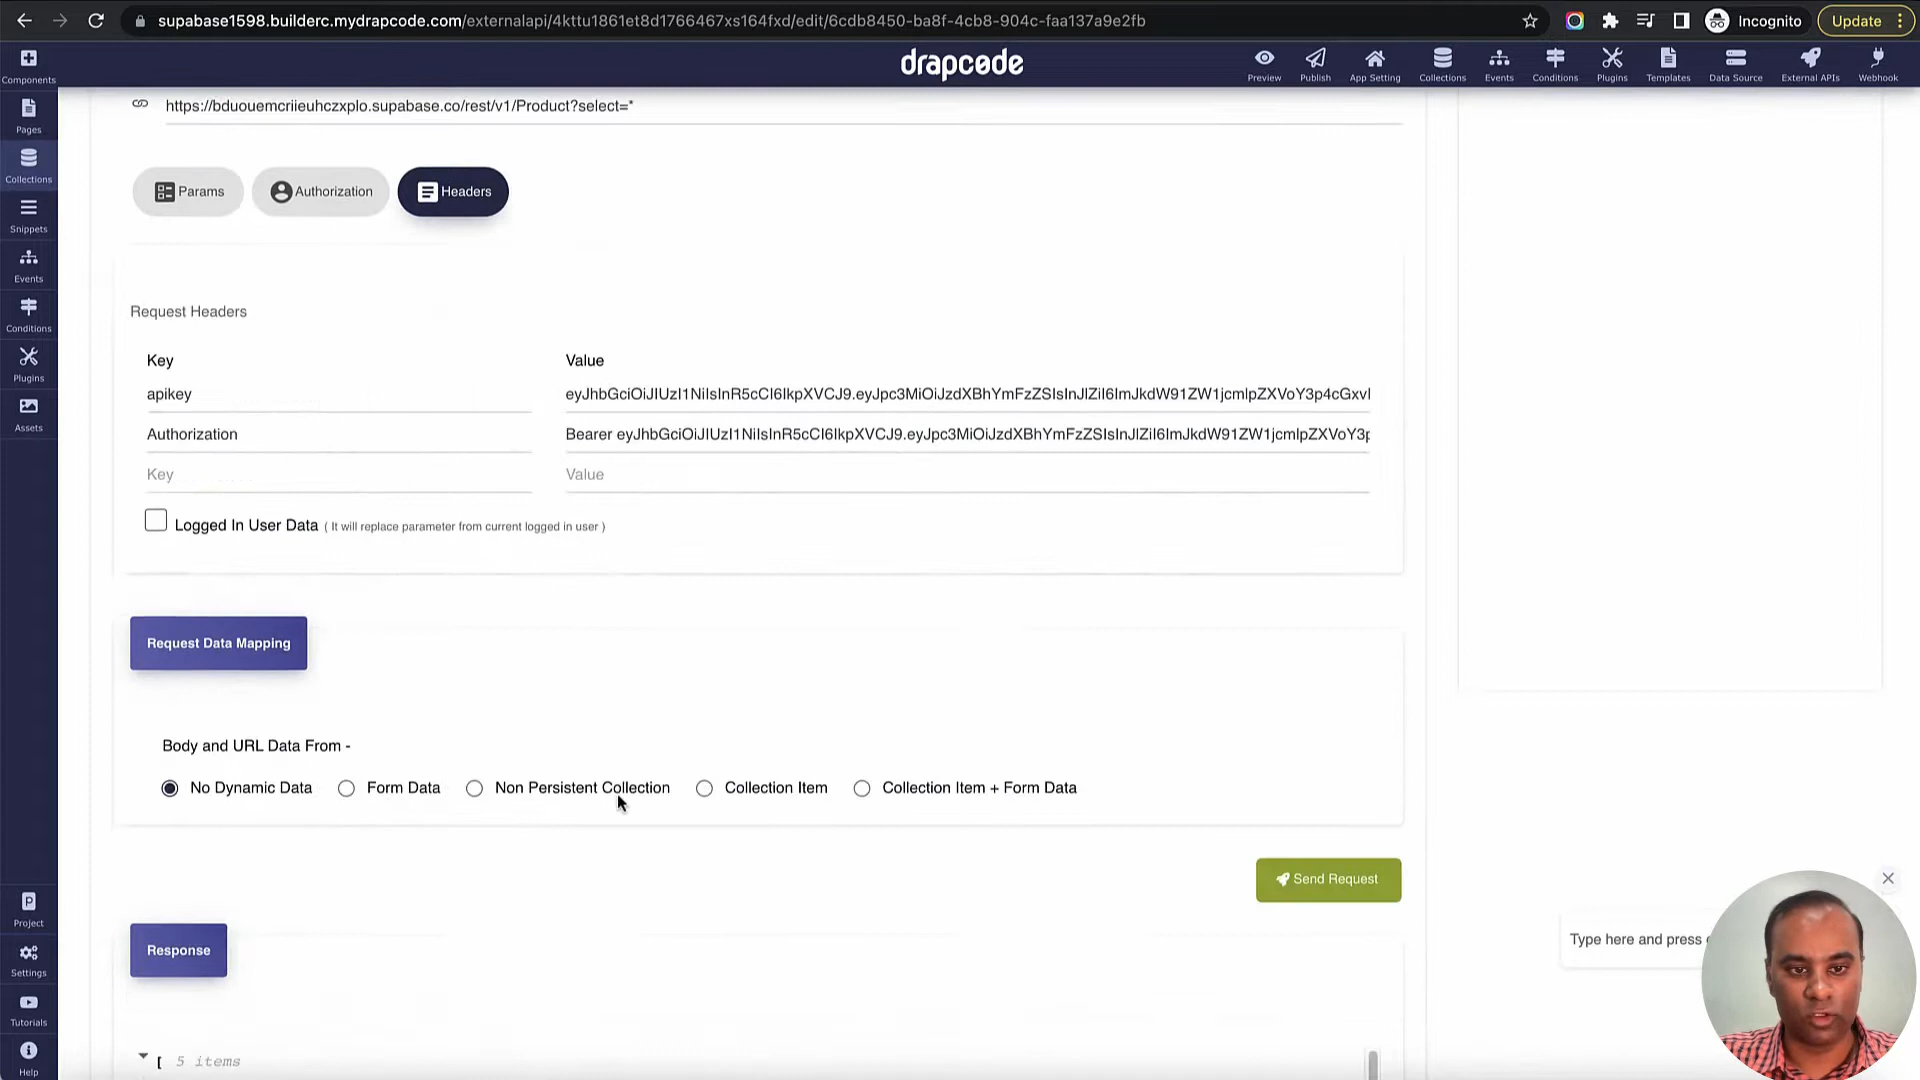 supabase1598.builderc.mydrapcode.com/externalapi/4kttu1861et8d1766467xs164fxd/edit/6cdb8450-ba8f-4cb8-904c-faa137a9e2fb
Incognito
Update
Components
drapcode
Preview
Publish
App Setting
Collections
Events
Conditions
Plugins
Templates
Data Source
External APIs
Webhook
Pages
Collections
Snippets
Events
Conditions
Plugins
Assets
Project
Settings
Tutorials
Help
https://bduouemcriieuhczxplo.supabase.co/rest/v1/Product?select=*
Params
Authorization
Headers
Request Headers
Key Value
apikey
Authorization
Key Value
Logged In User Data ( It will replace parameter from current logged in user )
Request Data Mapping
Body and URL Data From -
No Dynamic Data
Form Data
Non Persistent Collection
Collection Item
Collection Item + Form Data
Send Request
Response
[ 5 items
Type here and press